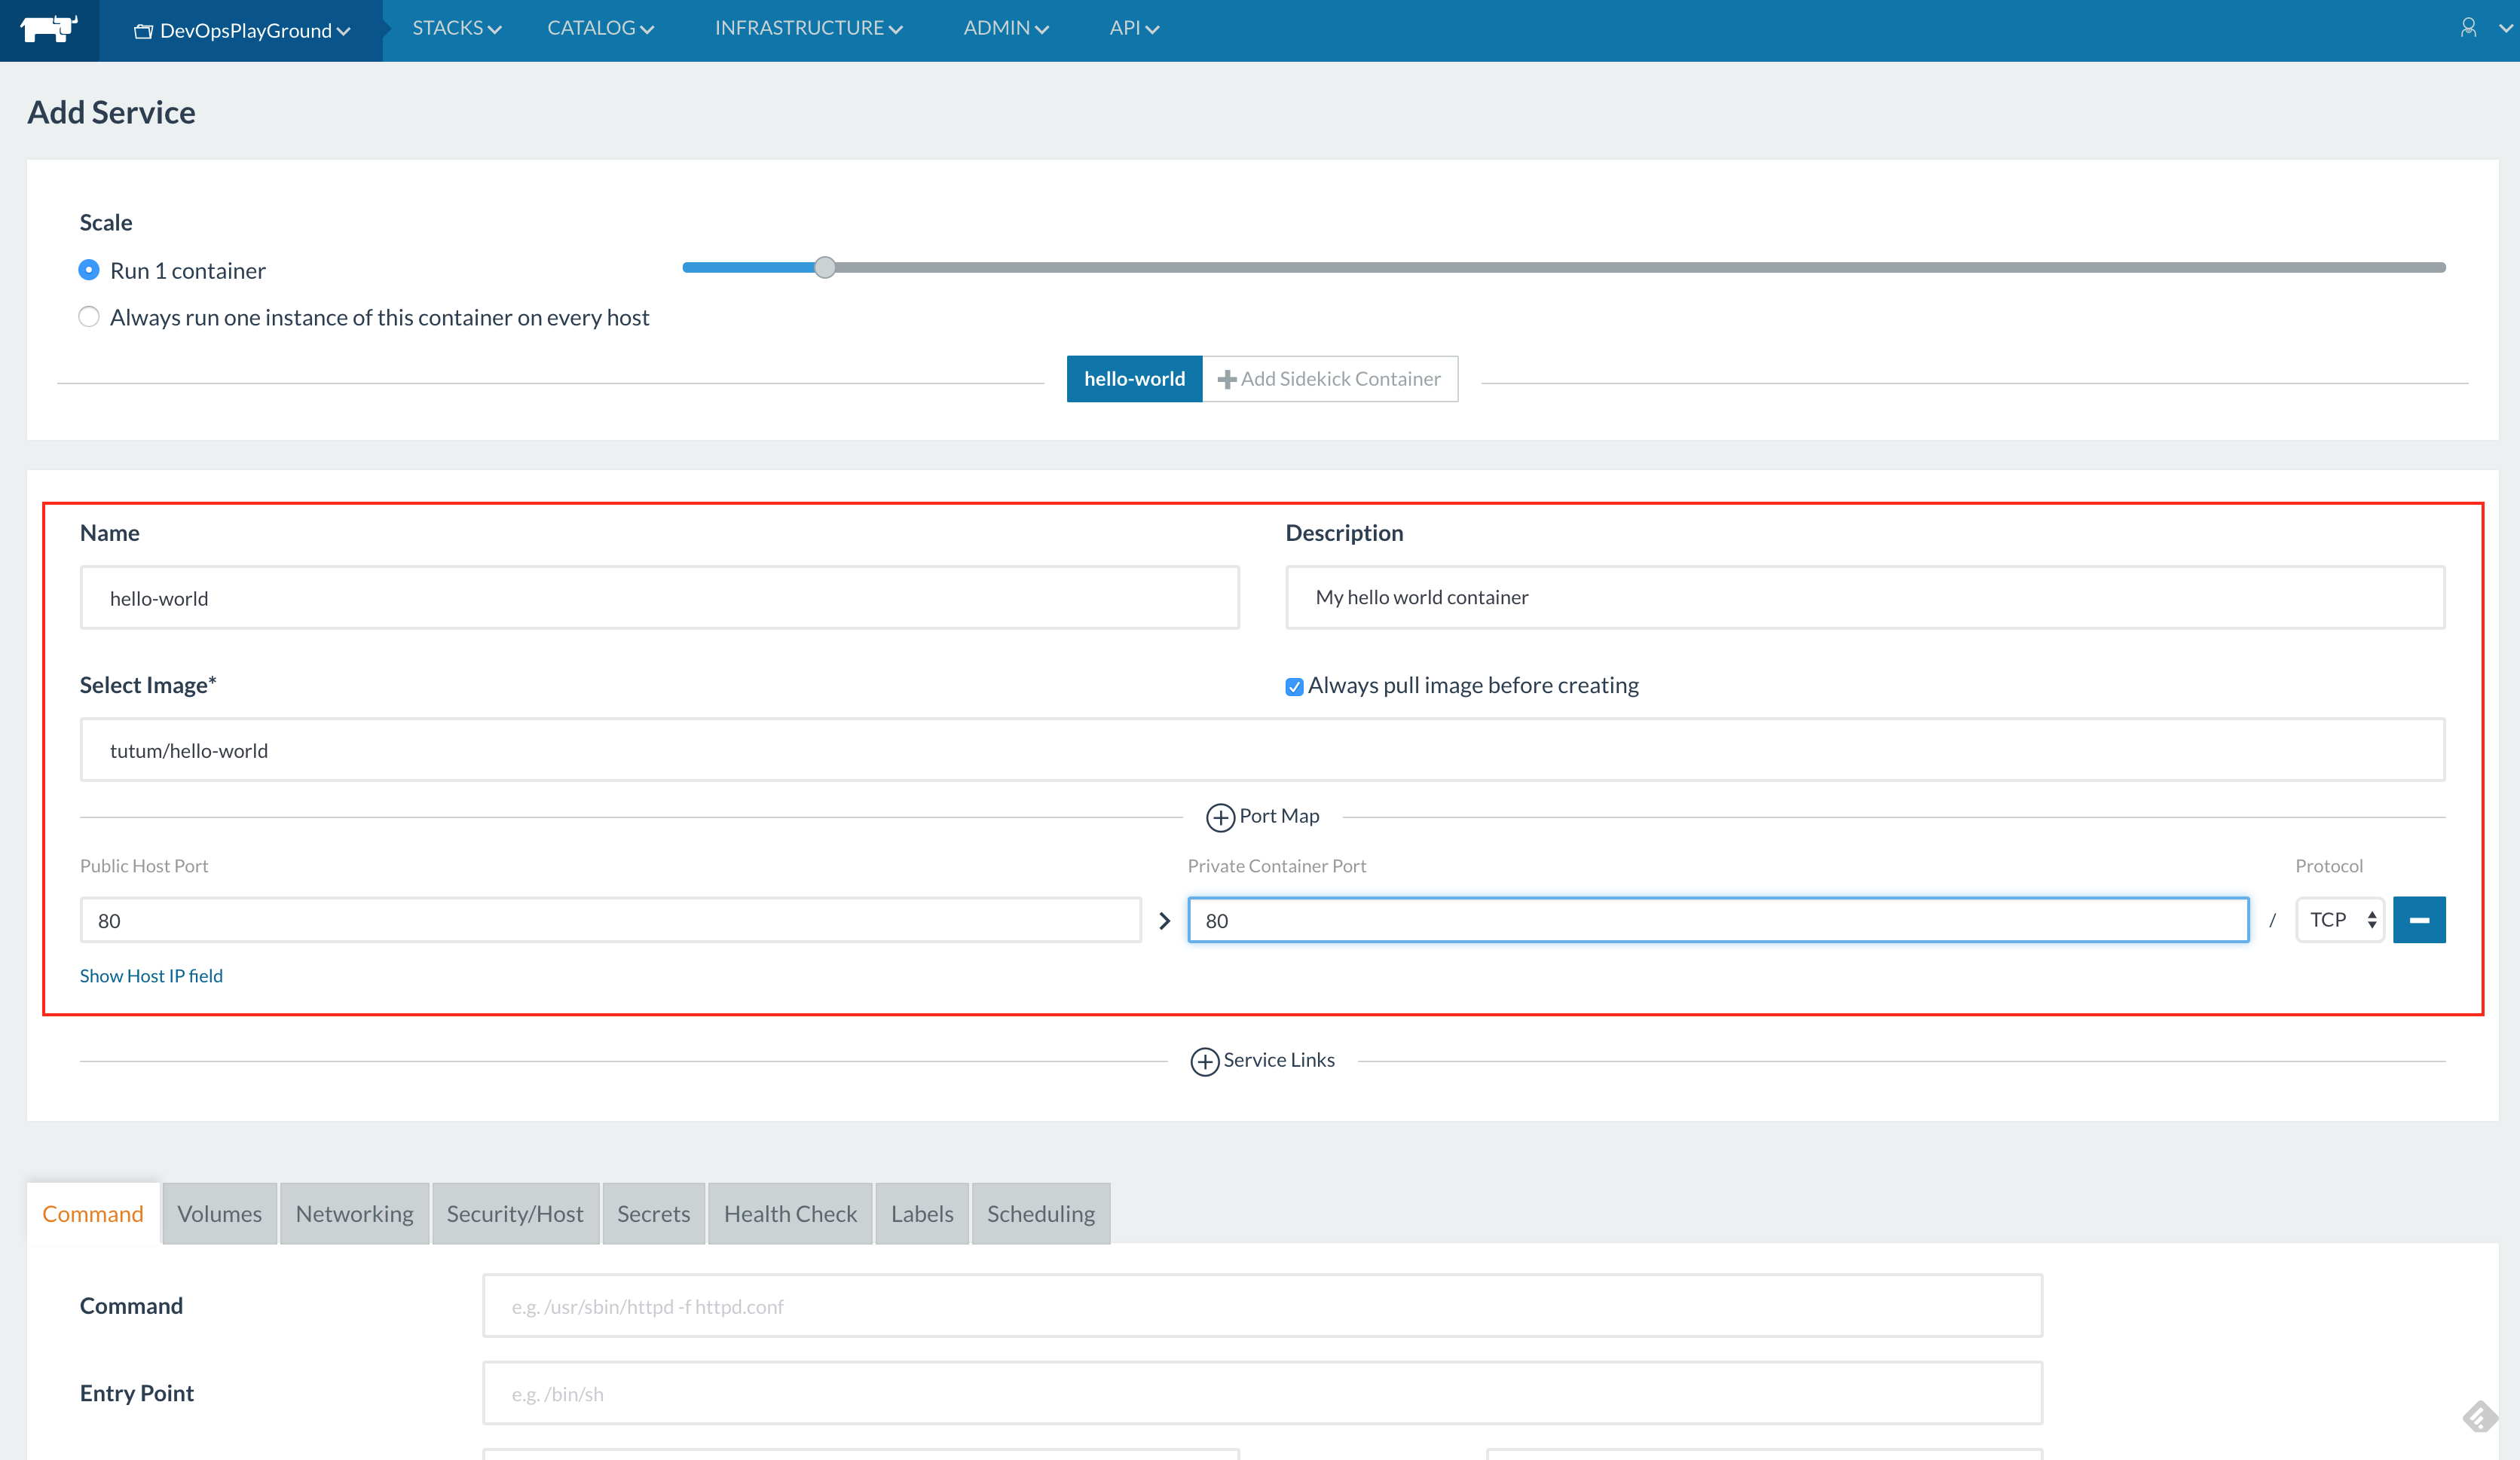 DevOpsPlayGround STACKS CATALOG INFRASTRUCTURE ADMIN API
Add Service
Scale
Run 1 container
Always run one instance of this container on every host
hello-world Add Sidekick Container
Name Description
hello-world My hello world container
Select Image* Always pull image before creating
tutum/hello-world
Port Map
Public Host Port Private Container Port Protocol
80 80 / TCP
Show Host IP field
Service Links
Command Volumes Networking Security/Host Secrets Health Check Labels Scheduling
Command e.g. /usr/sbin/httpd -f httpd.conf
Entry Point e.g. /bin/sh